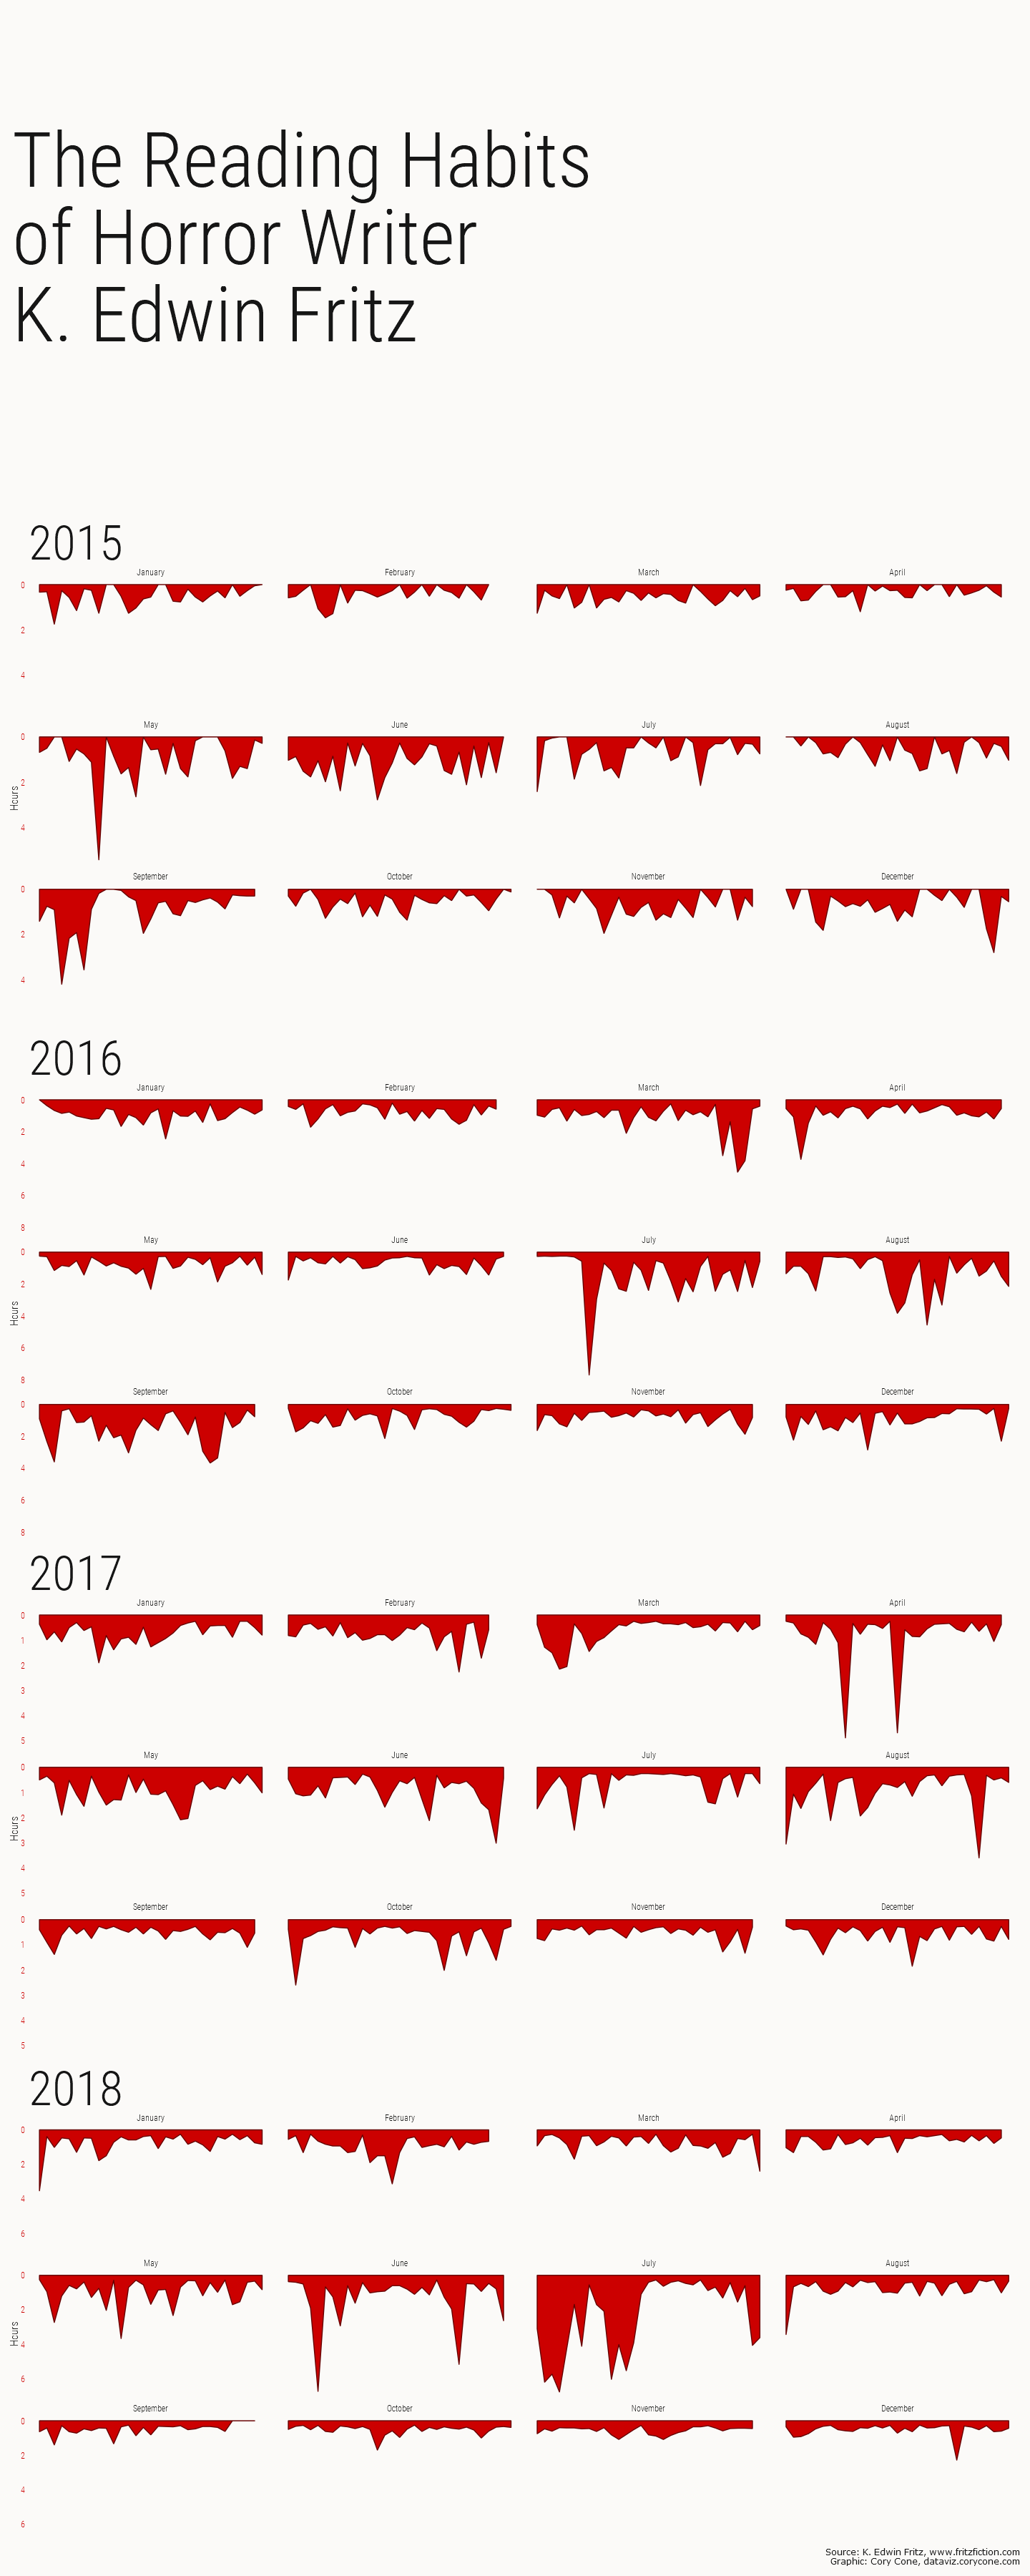 The Reading Habits
of Horror Writer
K. Edwin Fritz
2015
January February March April
0
2
4
May June July August
0
2
4
Hours
September October November December
0
2
4
2016
January February March April
0
2
4
6
8
May June July August
0
2
4
6
8
Hours
September October November December
0
2
4
6
8
2017
January February March April
0
1
2
3
4
5
May June July August
0
1
2
3
4
5
Hours
September October November December
0
1
2
3
4
5
2018
January February March April
0
2
4
6
May June July August
0
2
4
6
Hours
September October November December
0
2
4
6
Source: K. Edwin Fritz, www.fritzfiction.com
Graphic: Cory Cone, dataviz.corycone.com